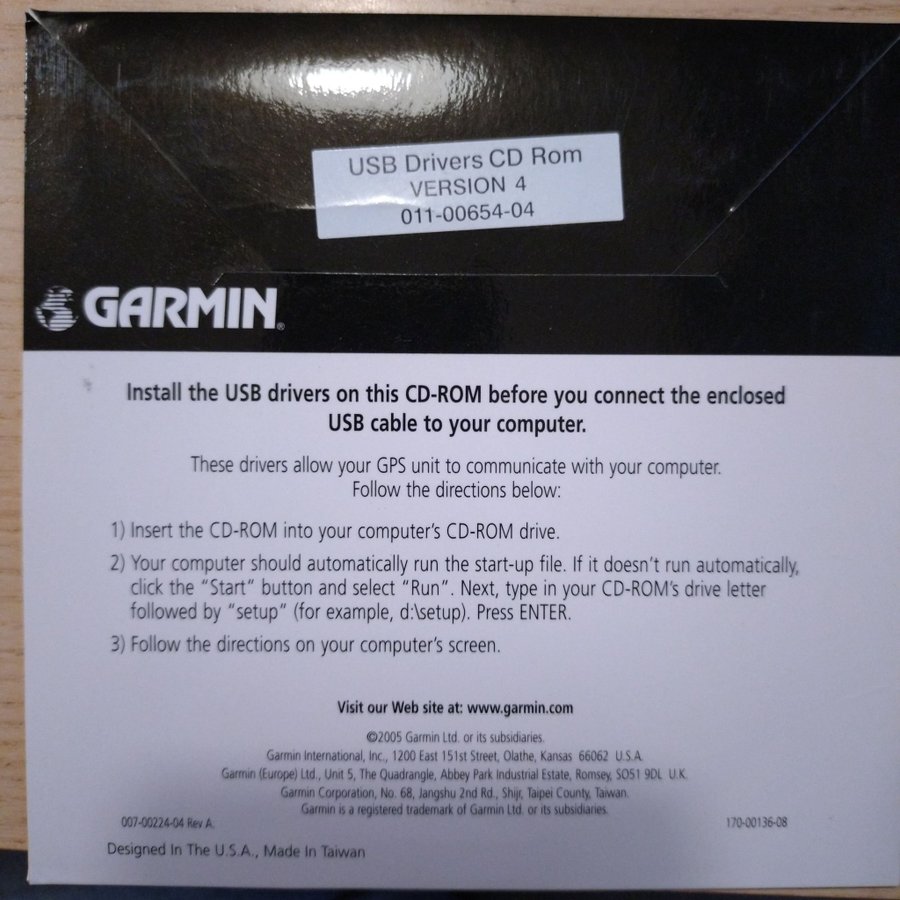 USB Drivers CD Rom
VERSION 4
011-00654-04
GARMIN®
Install the USB drivers on this CD-ROM before you connect the enclosed
USB cable to your computer.
These drivers allow your GPS unit to communicate with your computer.
Follow the directions below:
1) Insert the CD-ROM into your computer's CD-ROM drive.
2) Your computer should automatically run the start-up file. If it doesn't run automatically,
click the "Start" button and select "Run". Next, type in your CD-ROM's drive letter
followed by "setup" (for example, d:\setup). Press ENTER.
3) Follow the directions on your computer's screen.
Visit our Web site at: www.garmin.com
©2005 Garmin Ltd. or its subsidiaries.
Garmin International, Inc., 1200 East 151st Street, Olathe, Kansas 66062 U.S.A.
Garmin (Europe) Ltd., Unit 5, The Quadrangle, Abbey Park Industrial Estate, Romsey, SO51 9DL U.K.
Garmin Corporation, No. 68, Jangshu 2nd Rd., Shijr, Taipei County, Taiwan.
Garmin is a registered trademark of Garmin Ltd. or its subsidiaries.
007-00224-04 Rev A.
170-00136-08
Designed In The U.S.A., Made In Taiwan